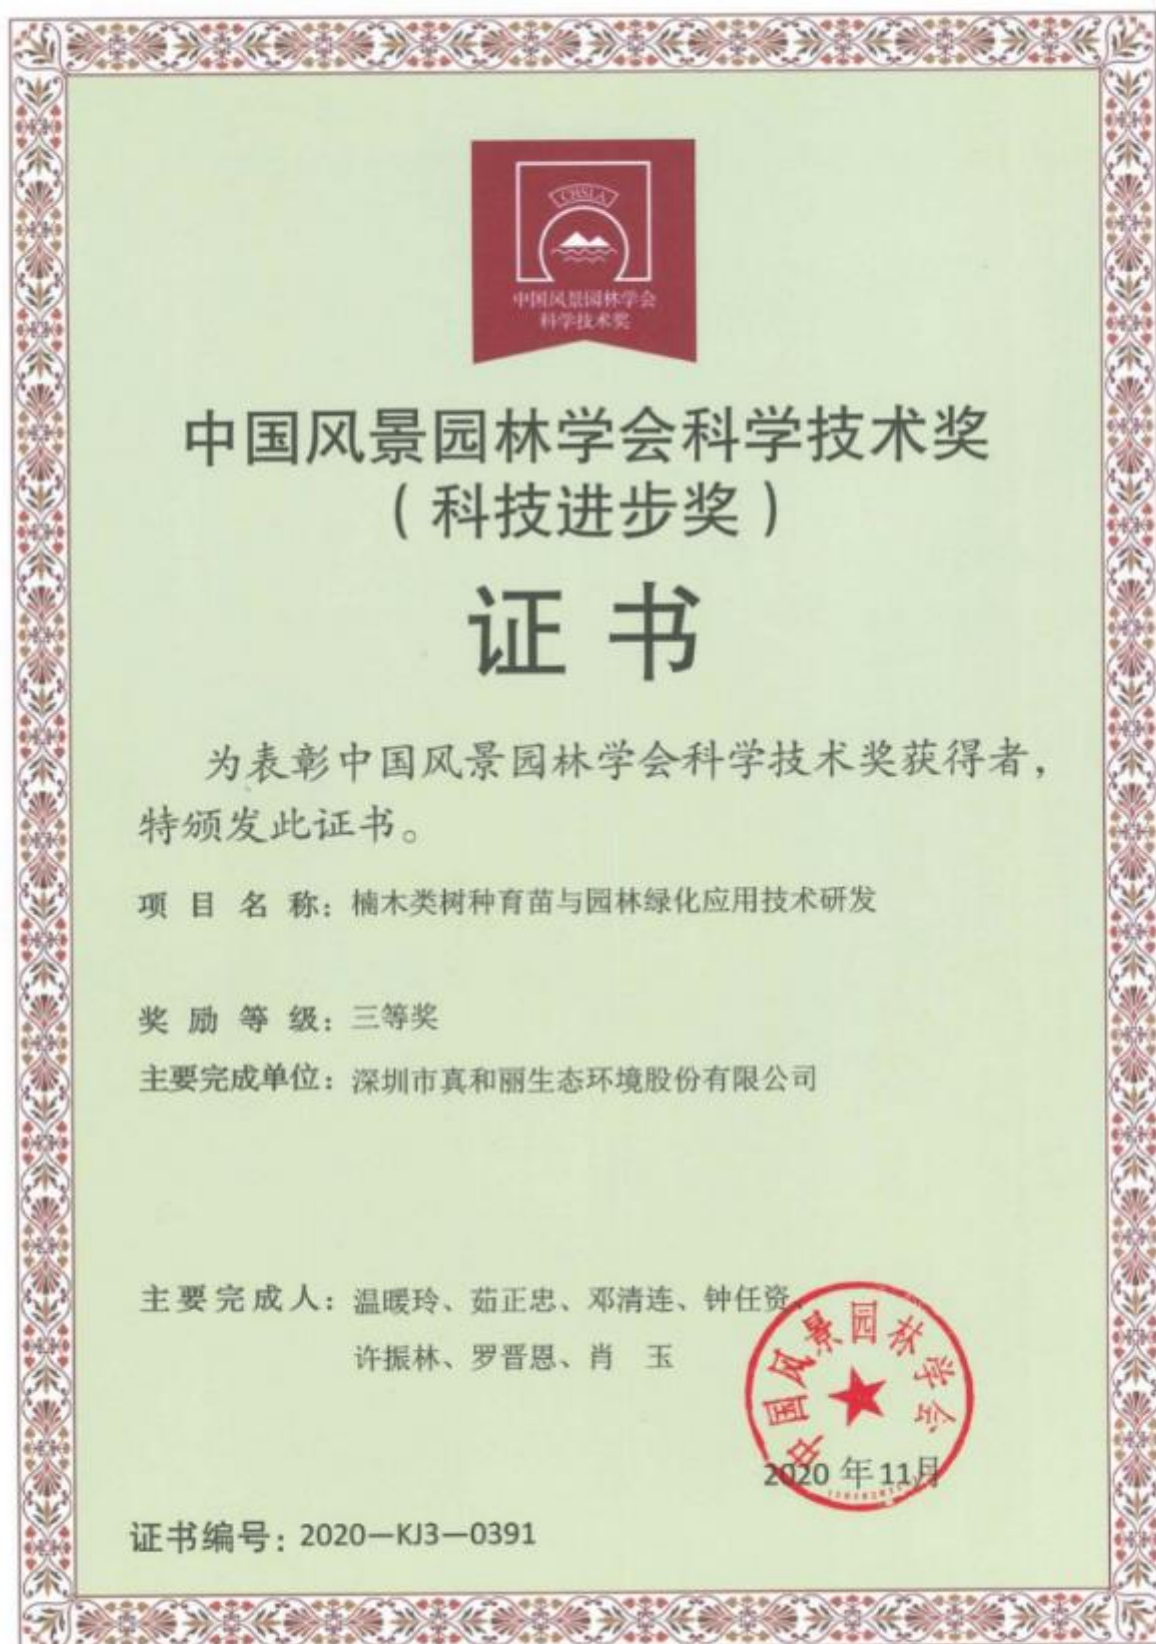 CHSLA
中国风景园林学会
科学技术奖
中国风景园林学会科学技术奖
（科技进步奖）
证书
为表彰中国风景园林学会科学技术奖获得者，
特颁发此证书。
项目名称：楠木类树种育苗与园林绿化应用技术研发
奖励等级：三等奖
主要完成单位：深圳市真和丽生态环境股份有限公司
主要完成人：温暖玲、茹正忠、邓清连、钟任资、
许振林、罗晋恩、肖　玉
中国风景园林学会
2020 年 11月
证书编号：2020—KJ3—0391